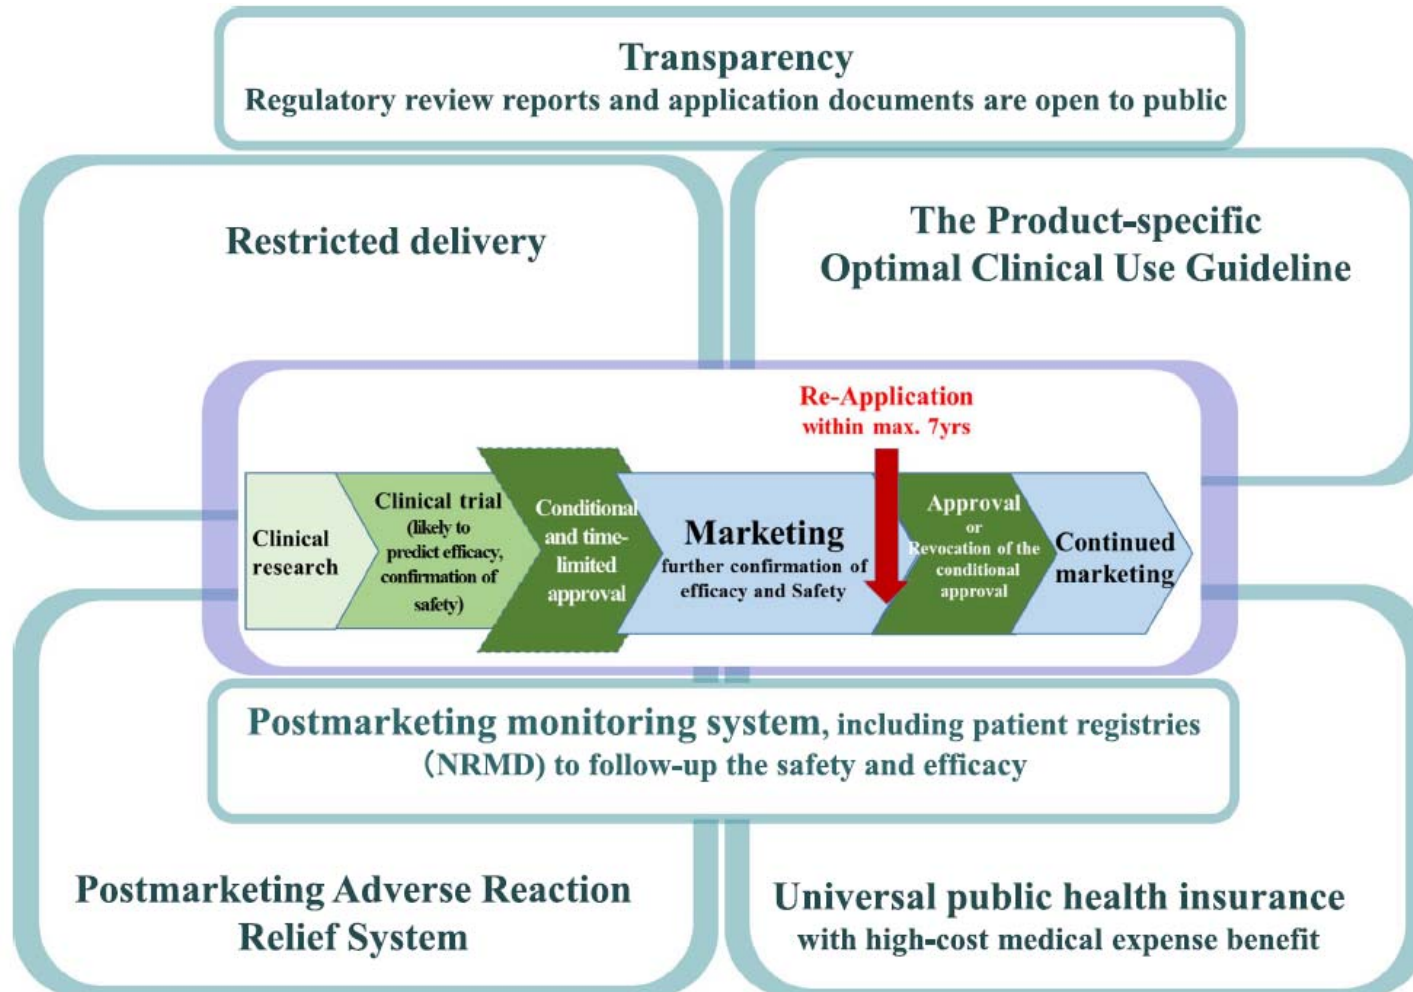 Transparency
Regulatory review reports and application documents are open to public
Restricted delivery
The Product-specific
Optimal Clinical Use Guideline
Re-Application
within max. 7yrs
Clinical
research
Clinical trial
(likely to
predict efficacy,
confirmation of
safety)
Conditional
and time-
limited
approval
Marketing
further confirmation of
efficacy and Safety
Approval
or
Revocation of the
conditional
approval
Continued
marketing
Postmarketing monitoring system, including patient registries
（NRMD) to follow-up the safety and efficacy
Postmarketing Adverse Reaction
Relief System
Universal public health insurance
with high-cost medical expense benefit